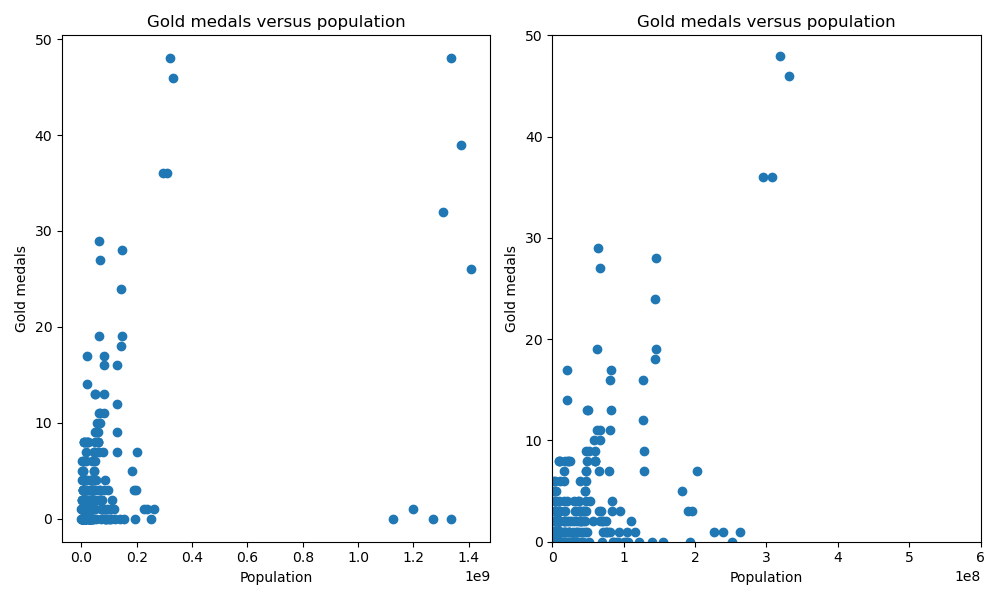 Gold medals versus population
50
40
30
20
10
0
Gold medals
0.0 0.2 0.4 0.6 0.8 1.0 1.2 1.4
1e9
Population
Gold medals versus population
50
40
30
20
10
0
Gold medals
0 1 2 3 4 5 6
1e8
Population